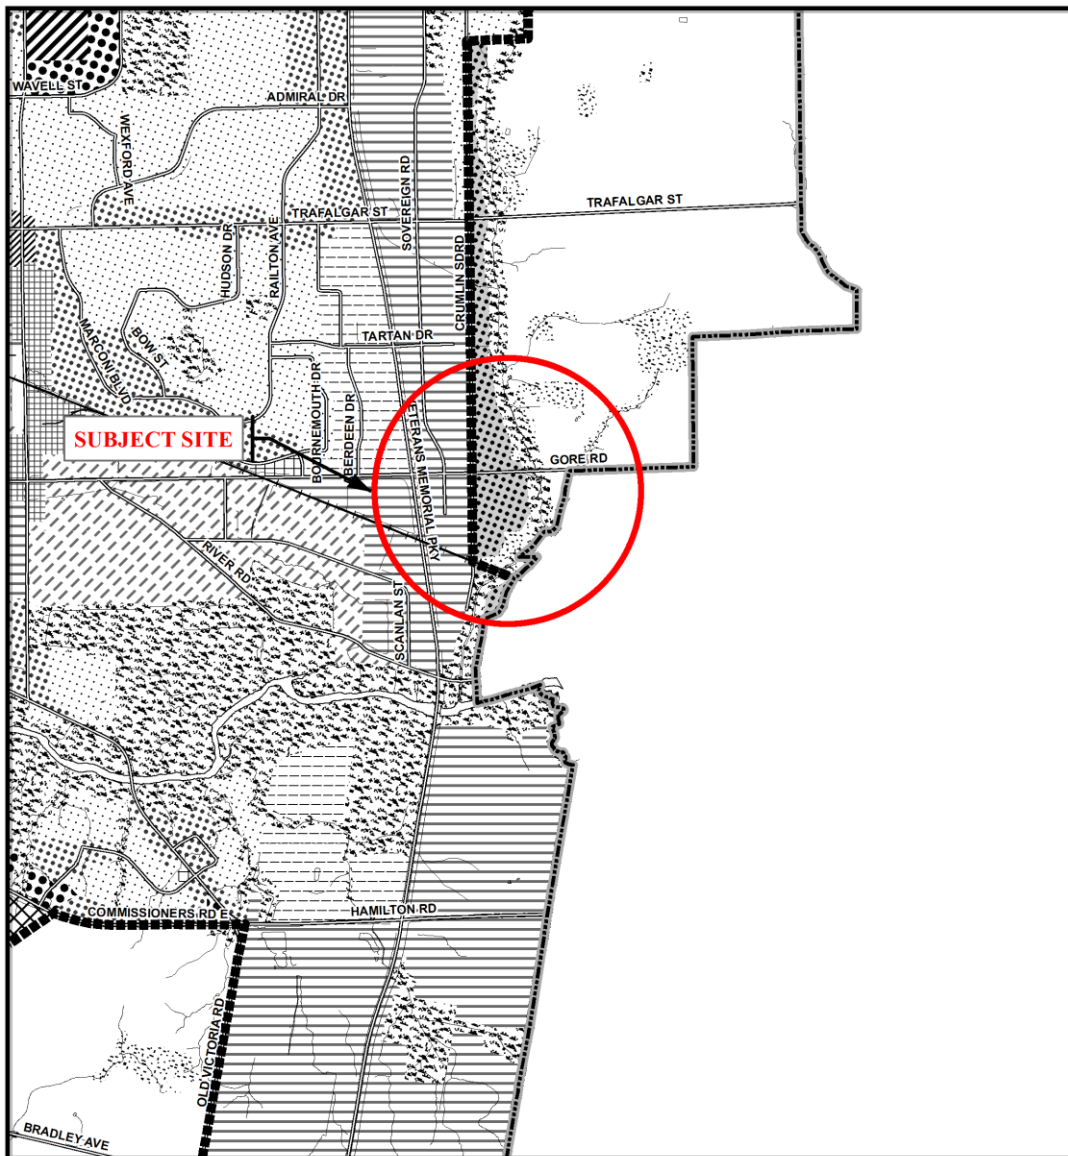 WAVELL ST
ADMIRAL DR
WEXFORD AVE
SOVEREIGN RD
TRAFALGAR ST
TRAFALGAR ST
HUDSON DR
RAILTON AVE
CRUMLIN SDRD
MARCONI BLVD
BOW ST
TARTAN DR
BOURNEMOUTH DR
BERDEEN DR
SUBJECT SITE
ETERANS MEMORIAL PKY
GORE RD
RIVER RD
SCANLAN ST
COMMISSIONERS RD E
HAMILTON RD
OLD VICTORIA RD
BRADLEY AVE